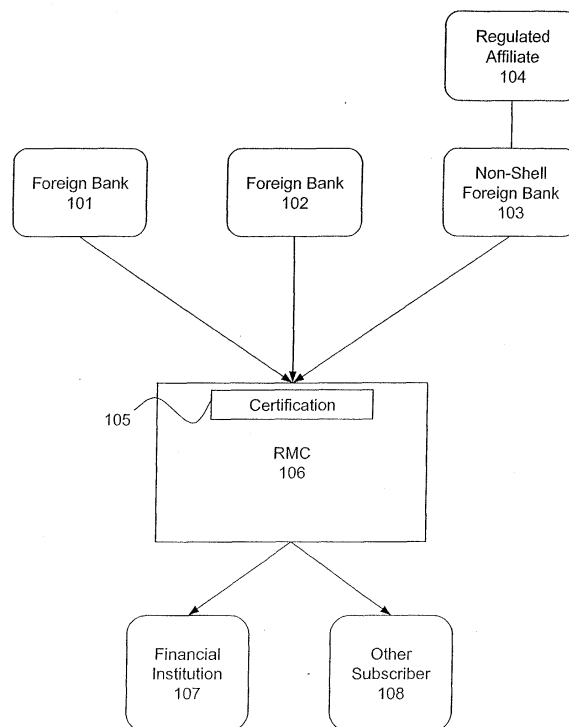 Regulated
Affiliate
104
Foreign Bank
101
Foreign Bank
102
Non-Shell
Foreign Bank
103
105
Certification
RMC
106
Financial
Institution
107
Other
Subscriber
108